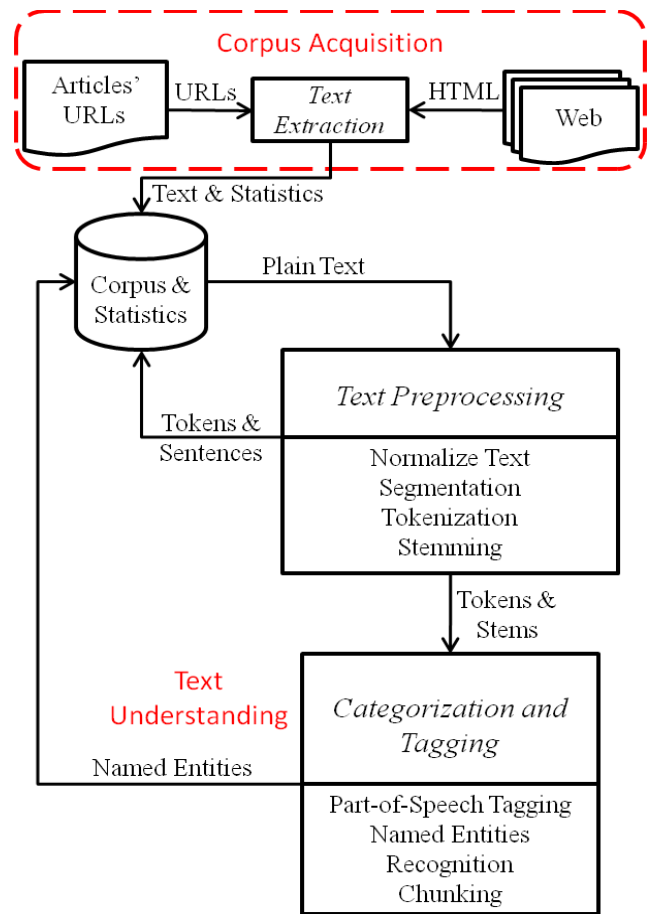 Corpus Acquisition
Articles’
URLs
URLs
Text
Extraction
HTML
Web
Text & Statistics
Corpus &
Statistics
Plain Text
Text Preprocessing
Tokens &
Sentences
Normalize Text
Segmentation
Tokenization
Stemming
Tokens &
Stems
Text
Understanding
Categorization and
Tagging
Named Entities
Part-of-Speech Tagging
Named Entities
Recognition
Chunking